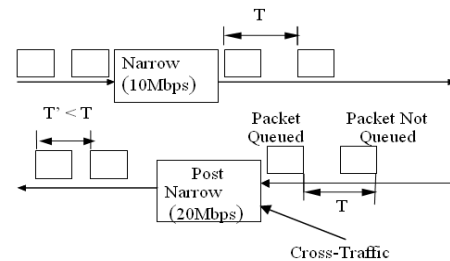 T
Narrow
(10Mbps)
T' < T
Packet
Queued
Packet Not
Queued
Post
Narrow
(20Mbps)
T
Cross-Traffic